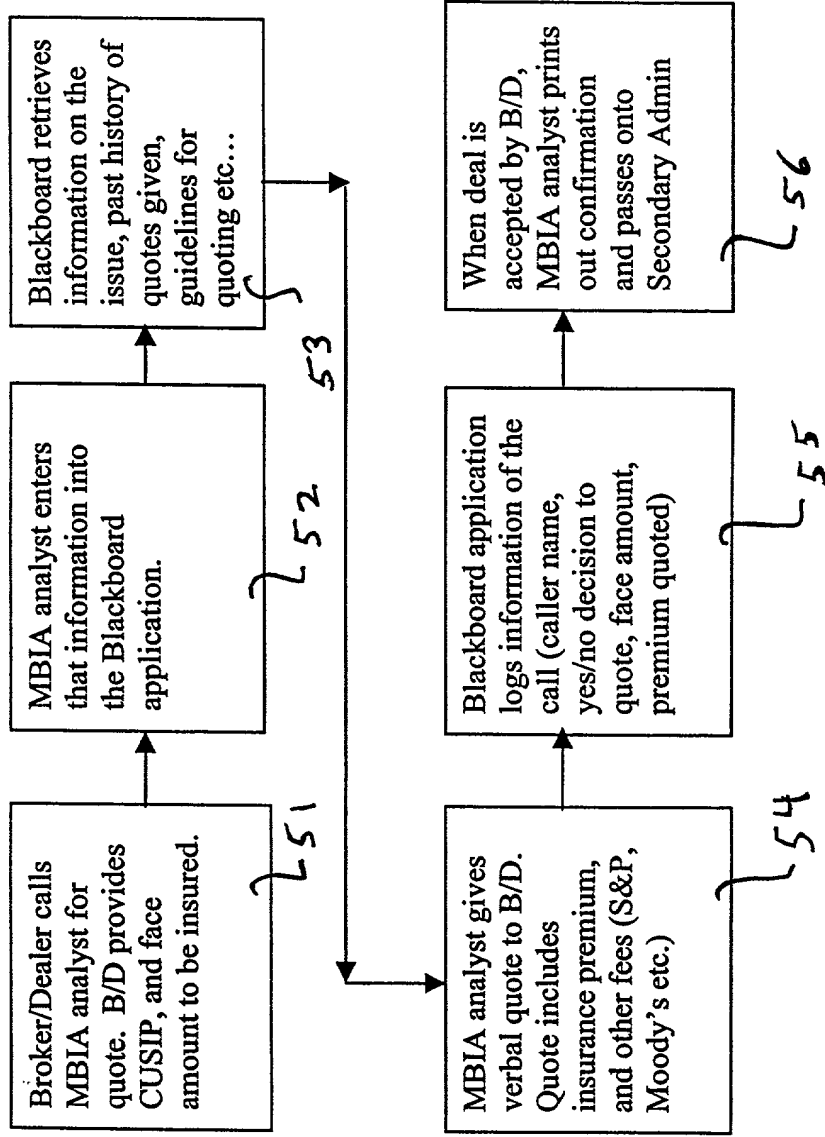 Broker/Dealer calls
MBIA analyst for
quote. B/D provides
CUSIP, and face
amount to be insured.
51
MBIA analyst enters
that information into
the Blackboard
application.
52
Blackboard retrieves
information on the
issue, past history of
quotes given,
guidelines for
quoting etc...
53
MBIA analyst gives
verbal quote to B/D.
Quote includes
insurance premium,
and other fees (S&P,
Moody's etc.)
54
Blackboard application
logs information of the
call (caller name,
yes/no decision to
quote, face amount,
premium quoted)
55
When deal is
accepted by B/D,
MBIA analyst prints
out confirmation
and passes onto
Secondary Admin
56